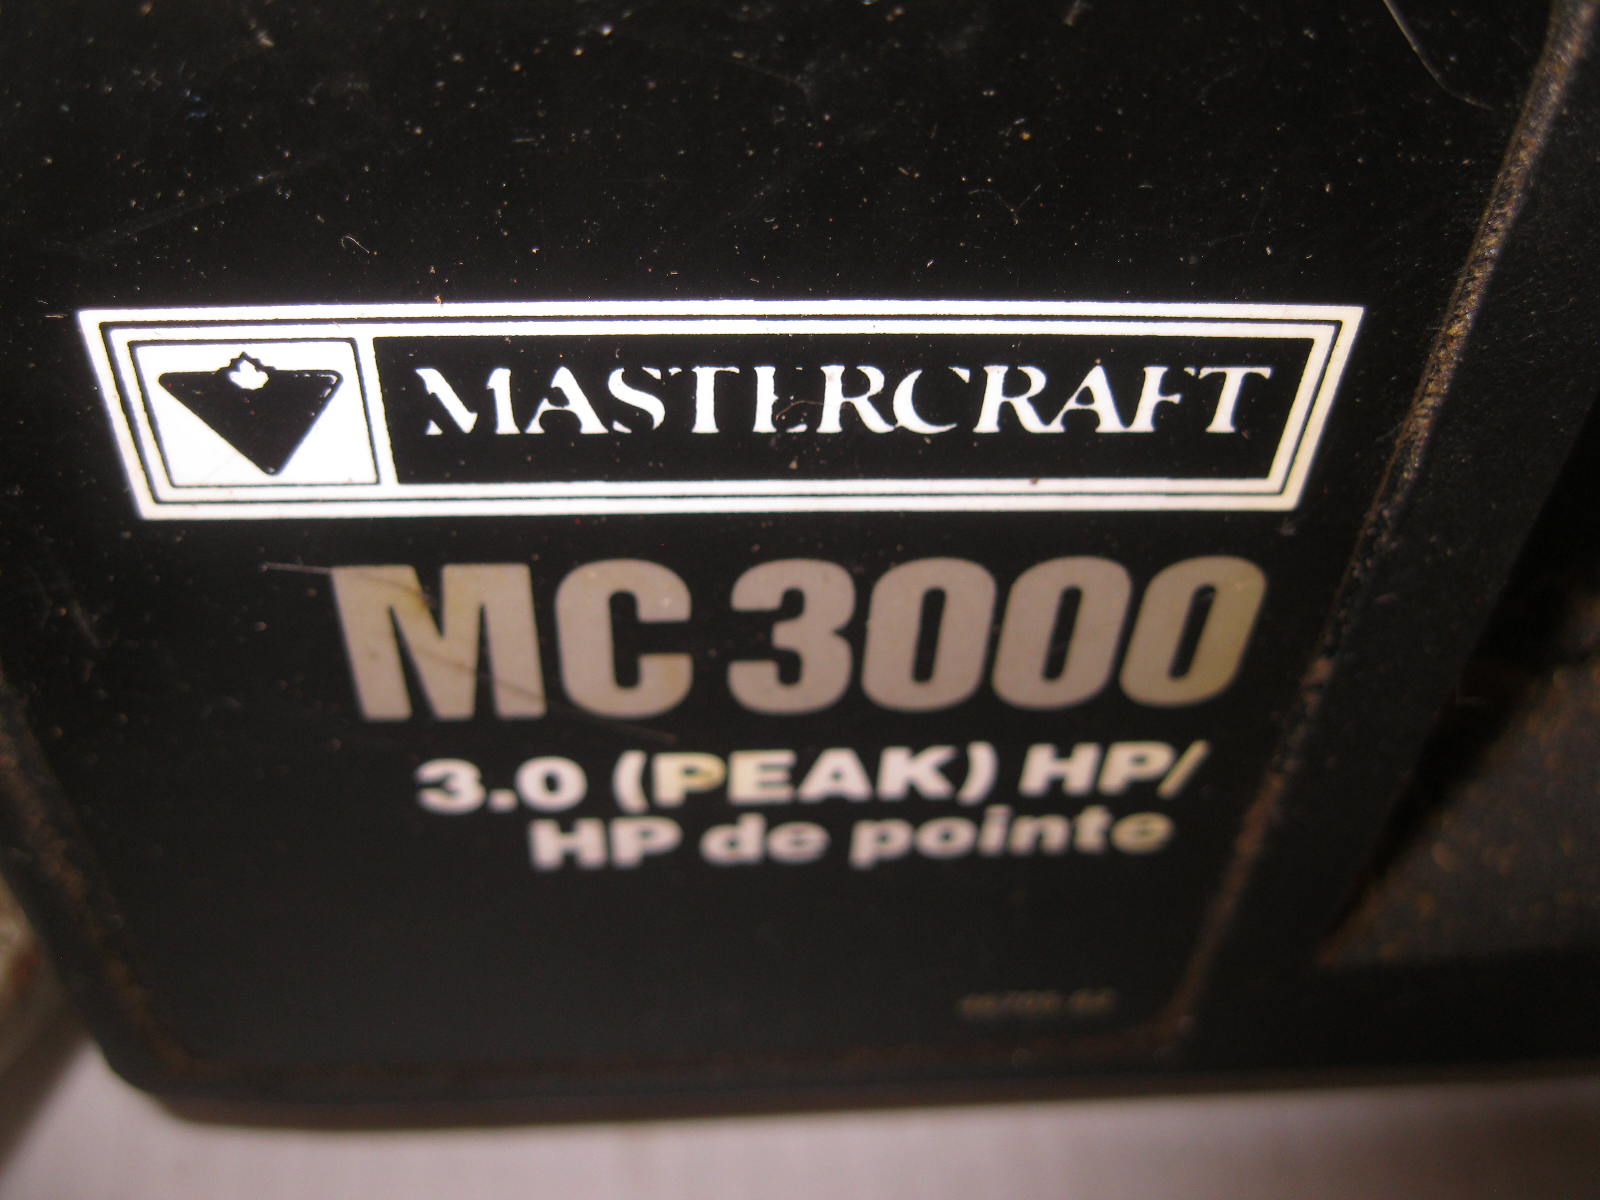 MASTERCRAFT
MC 3000
3.0 (PEAK) HP/
HP de pointe